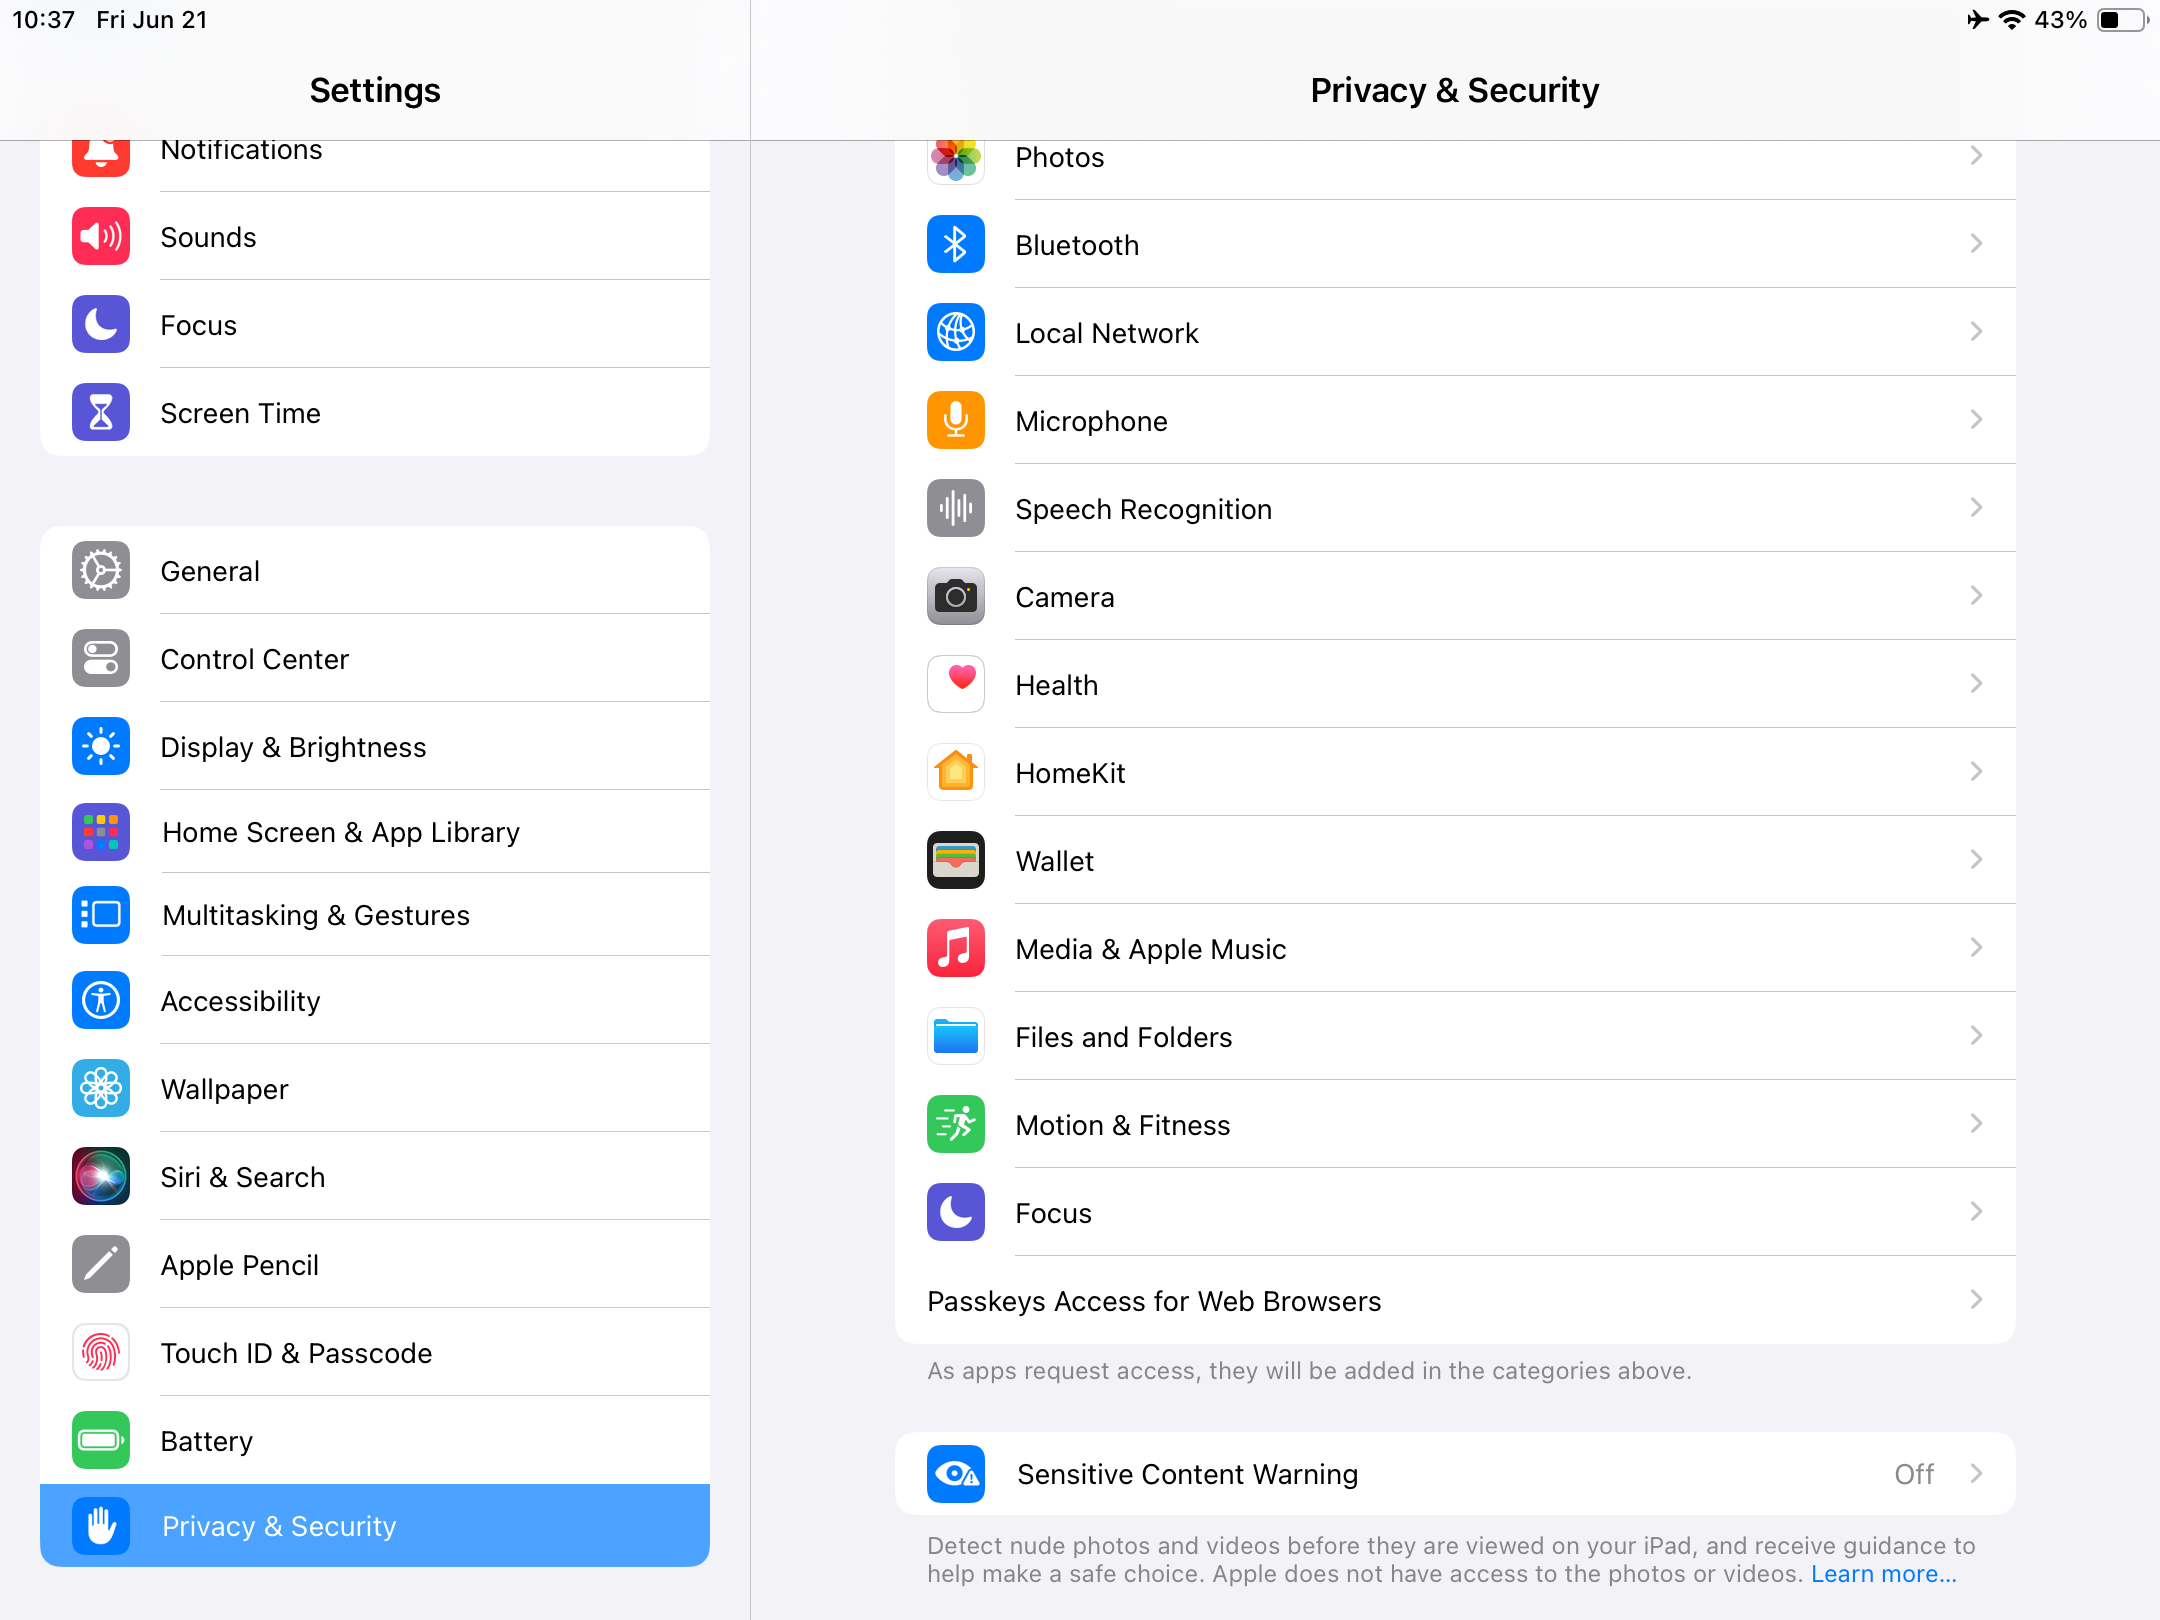 10:37 Fri Jun 21
43%
Settings
Notifications
Sounds
Focus
Screen Time
General
Control Center
Display & Brightness
Home Screen & App Library
Multitasking & Gestures
Accessibility
Wallpaper
Siri & Search
Apple Pencil
Touch ID & Passcode
Battery
Privacy & Security
Privacy & Security
Photos
Bluetooth
Local Network
Microphone
Speech Recognition
Camera
Health
HomeKit
Wallet
Media & Apple Music
Files and Folders
Motion & Fitness
Focus
Passkeys Access for Web Browsers
As apps request access, they will be added in the categories above.
Sensitive Content Warning Off
Detect nude photos and videos before they are viewed on your iPad, and receive guidance to
help make a safe choice. Apple does not have access to the photos or videos. Learn more...